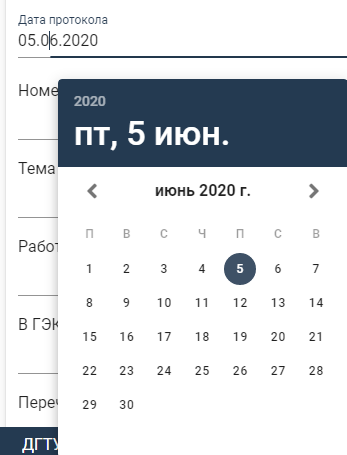 Дата протокола
05.06.2020
2020
Номе
пт, 5 июн.
Тема
июнь 2020 г.
П В С Ч П С В
Работ
1 2 3 4 5 6 7
8 9 10 11 12 13 14
В ГЭК
15 16 17 18 19 20 21
22 23 24 25 26 27 28
Переч
29 30
ДГТУ